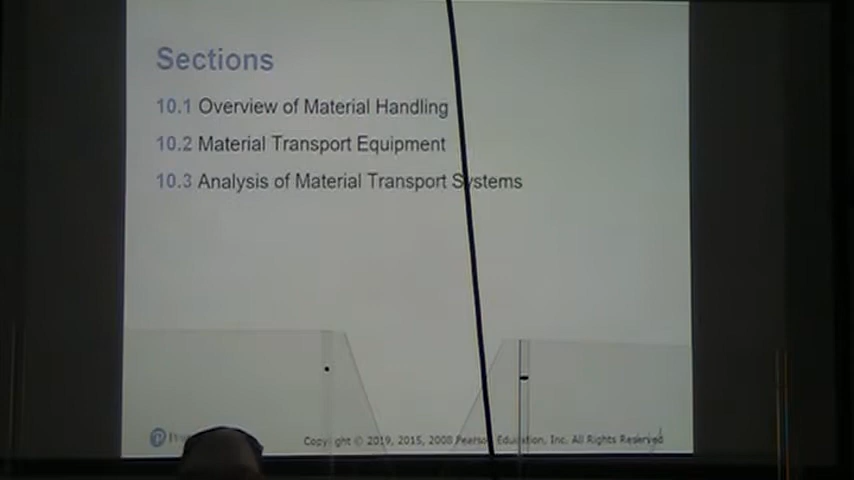 Sections
10.1 Overview of Material Handling
10.2 Material Transport Equipment
10.3 Analysis of Material Transport Systems
Copyright © 2019, 2015, 2008 Pearson Education, Inc. All Rights Reserved